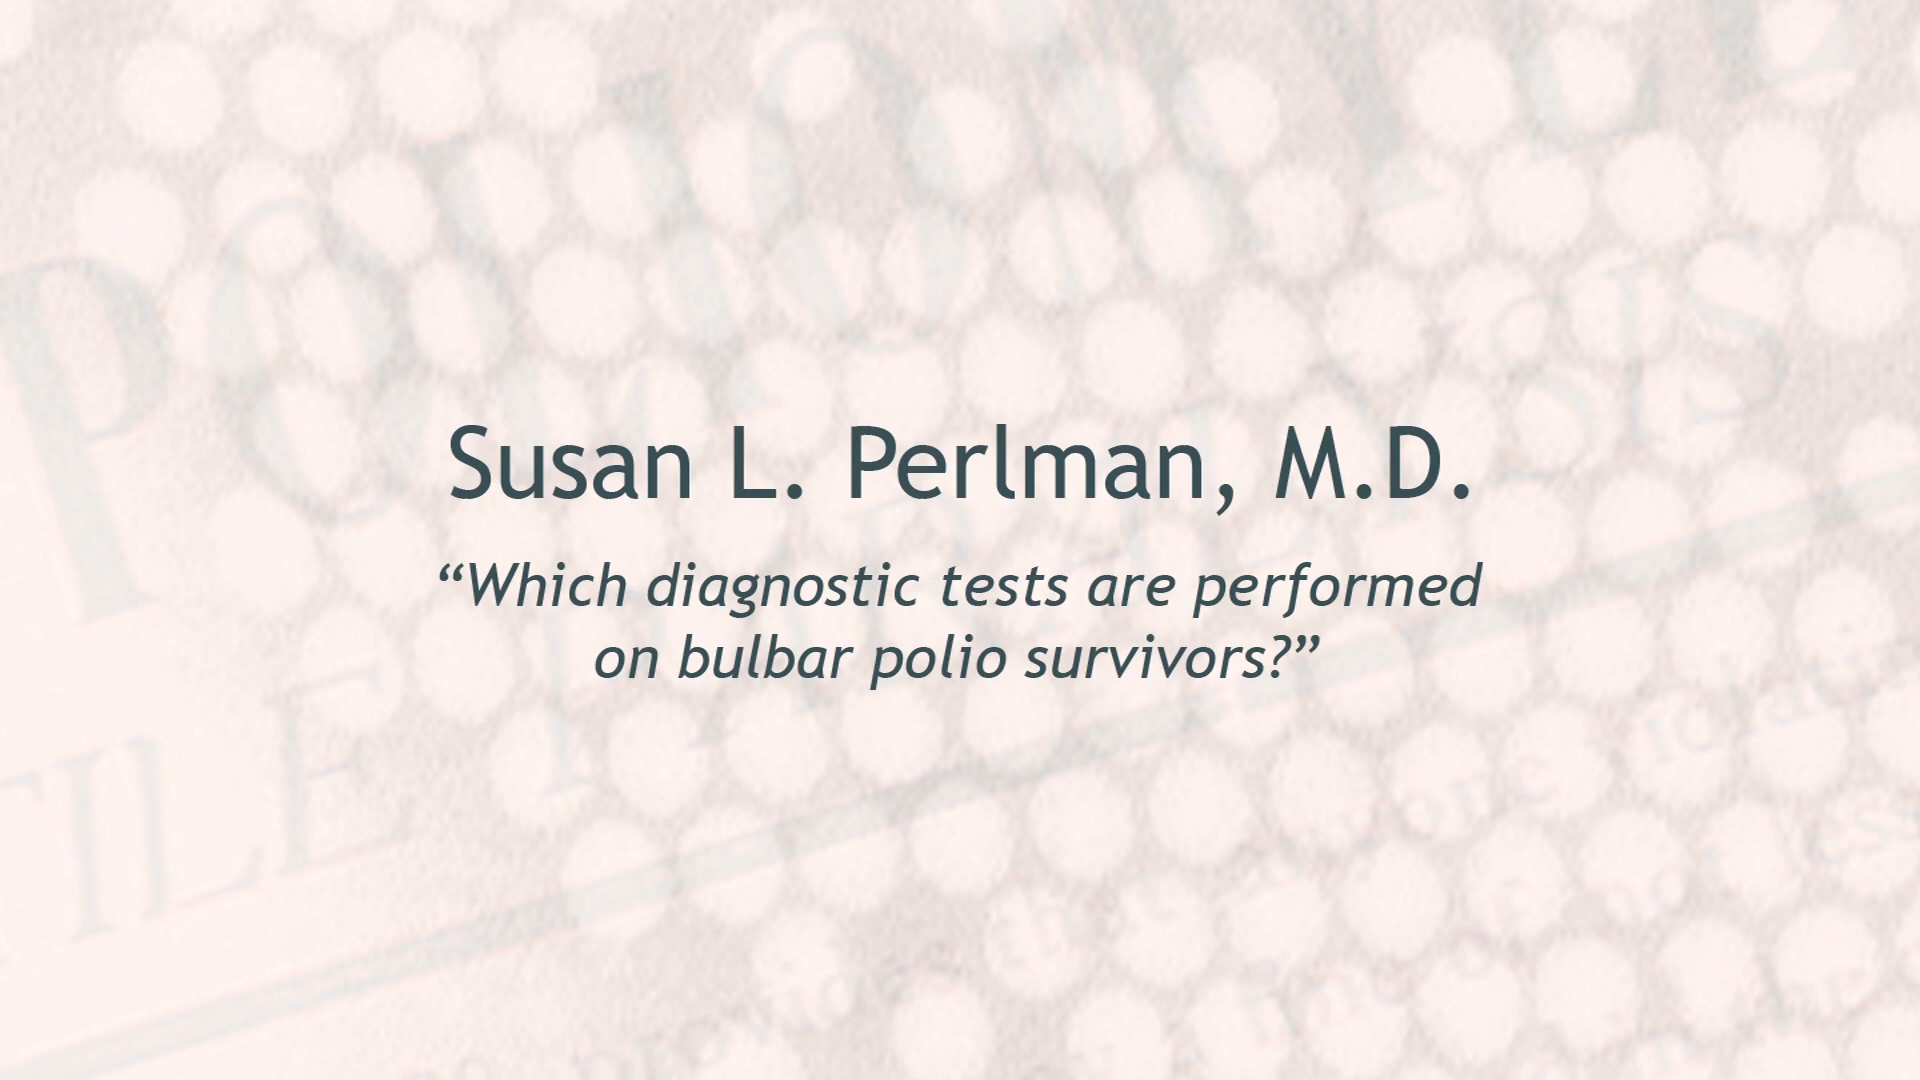 Susan L. Perlman, M.D.
“Which diagnostic tests are performed
on bulbar polio survivors?”